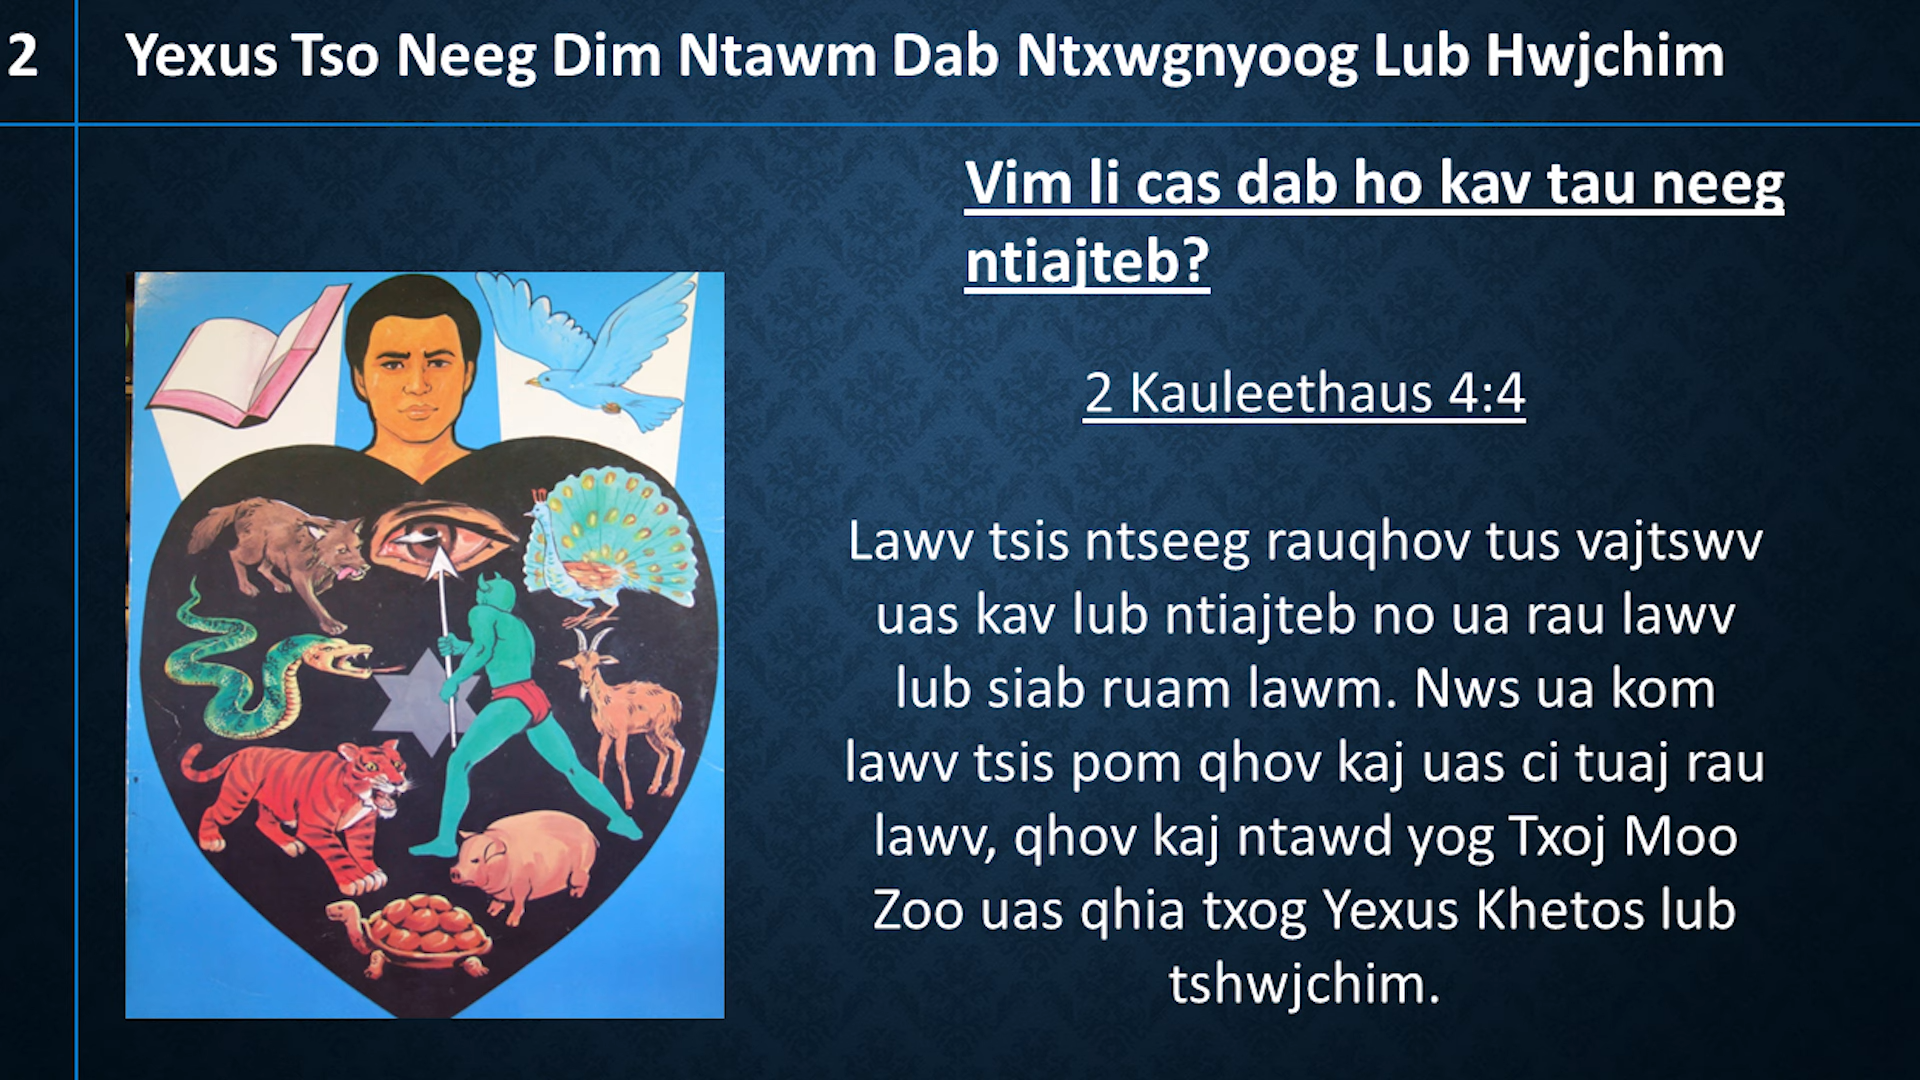 2
Yexus Tso Neeg Dim Ntawm Dab Ntxwgnyoog Lub Hwjchim
Vim li cas dab ho kav tau neeg
ntiajteb?
2 Kauleethaus 4:4
Lawv tsis ntseeg rauqhov tus vajtswv
uas kav lub ntiajteb no ua rau lawv
lub siab ruam lawm. Nws ua kom
lawv tsis pom qhov kaj uas ci tuaj rau
lawv, qhov kaj ntawd yog Txoj Moo
Zoo uas qhia txog Yexus Khetos lub
tshwjchim.